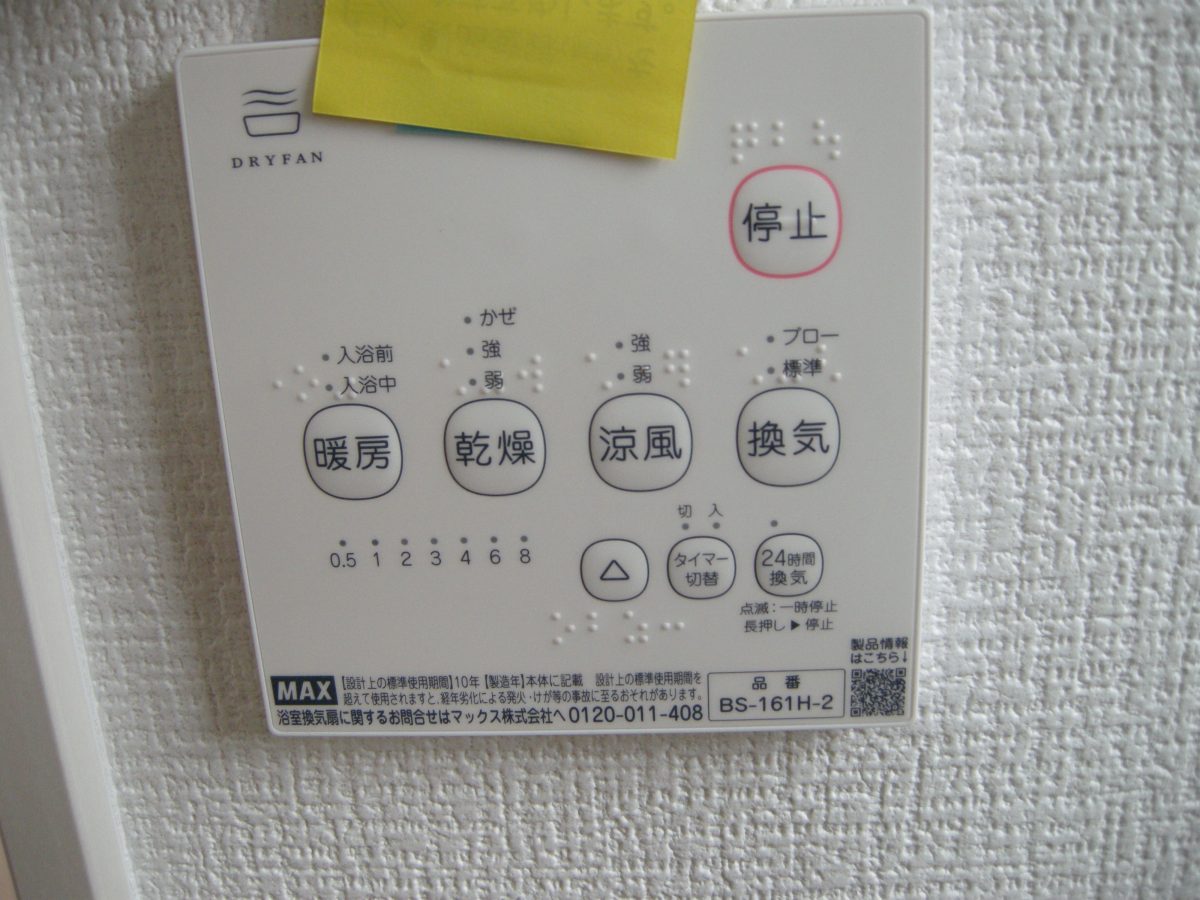 DRYFAN
停止
かぜ
入浴前 強 強 ブロー
入浴中 弱 弱 標準
暖房 乾燥 涼風 換気
切 入
0.5 1 2 3 4 6 8
△ タイマー切替 24時間換気
点滅:一時停止
長押し▶停止
製品情報
はこちら↓
MAX
【設計上の標準使用期間】10年【製造年】本体に記載 設計上の標準使用期間を
超えて使用されますと、経年劣化による発火・けが等の事故に至るおそれがあります。
浴室換気扇に関するお問合せはマックス株式会社へ 0120-011-408
品番
BS-161H-2